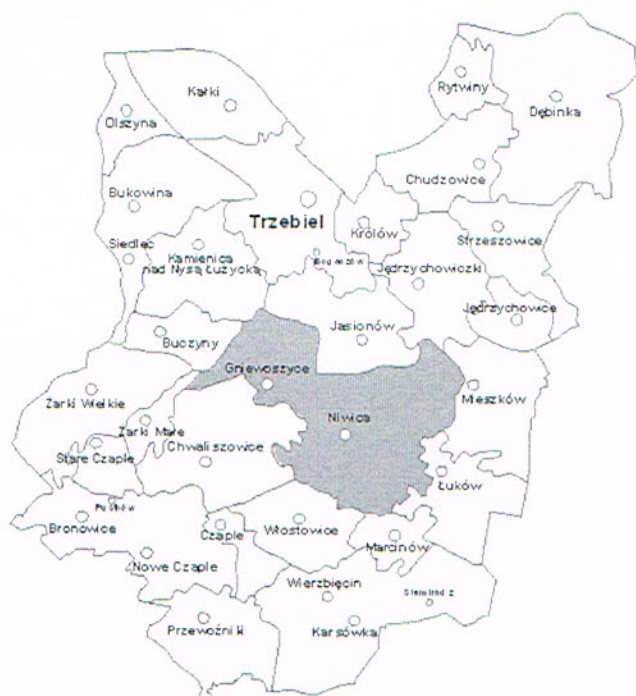 Kałki
Rytwiny
Dębinka
Olszyna
Chudzowice
Bukowina
Trzebiel
Królów
Strzeszowice
Siedlec
Kamienica
nad Nysą Łużycką
Jędrzychowiczki
Jędrzychowice
Jasionów
Buczyny
Gniewoszyce
Mieszków
Żarki Wielkie
Żarki Małe
Niwica
Stare Czaple
Chwaliszowice
Łuków
Bronowice
Czaple
Włostowice
Marcinów
Nowe Czaple
Wierzbięcin
Przewoźnik
Karsówka